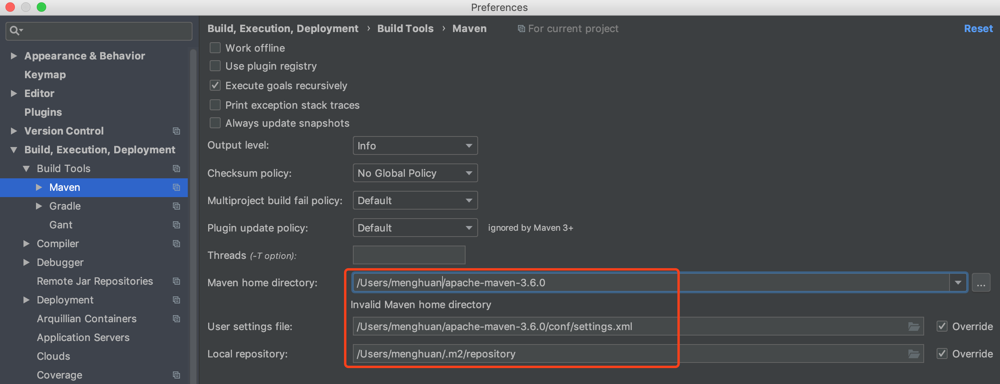 Preferences
Appearance & Behavior
Keymap
Editor
Plugins
Version Control
Build, Execution, Deployment
Build Tools
Maven
Gradle
Gant
Compiler
Debugger
Remote Jar Repositories
Deployment
Arquillian Containers
Application Servers
Clouds
Coverage
Build, Execution, Deployment › Build Tools › Maven For current project Reset
Work offline
Use plugin registry
Execute goals recursively
Print exception stack traces
Always update snapshots
Output level: Info
Checksum policy: No Global Policy
Multiproject build fail policy: Default
Plugin update policy: Default ignored by Maven 3+
Threads (-T option):
Maven home directory: /Users/menghuan/apache-maven-3.6.0 ...
Invalid Maven home directory
User settings file: /Users/menghuan/apache-maven-3.6.0/conf/settings.xml Override
Local repository: /Users/menghuan/.m2/repository Override